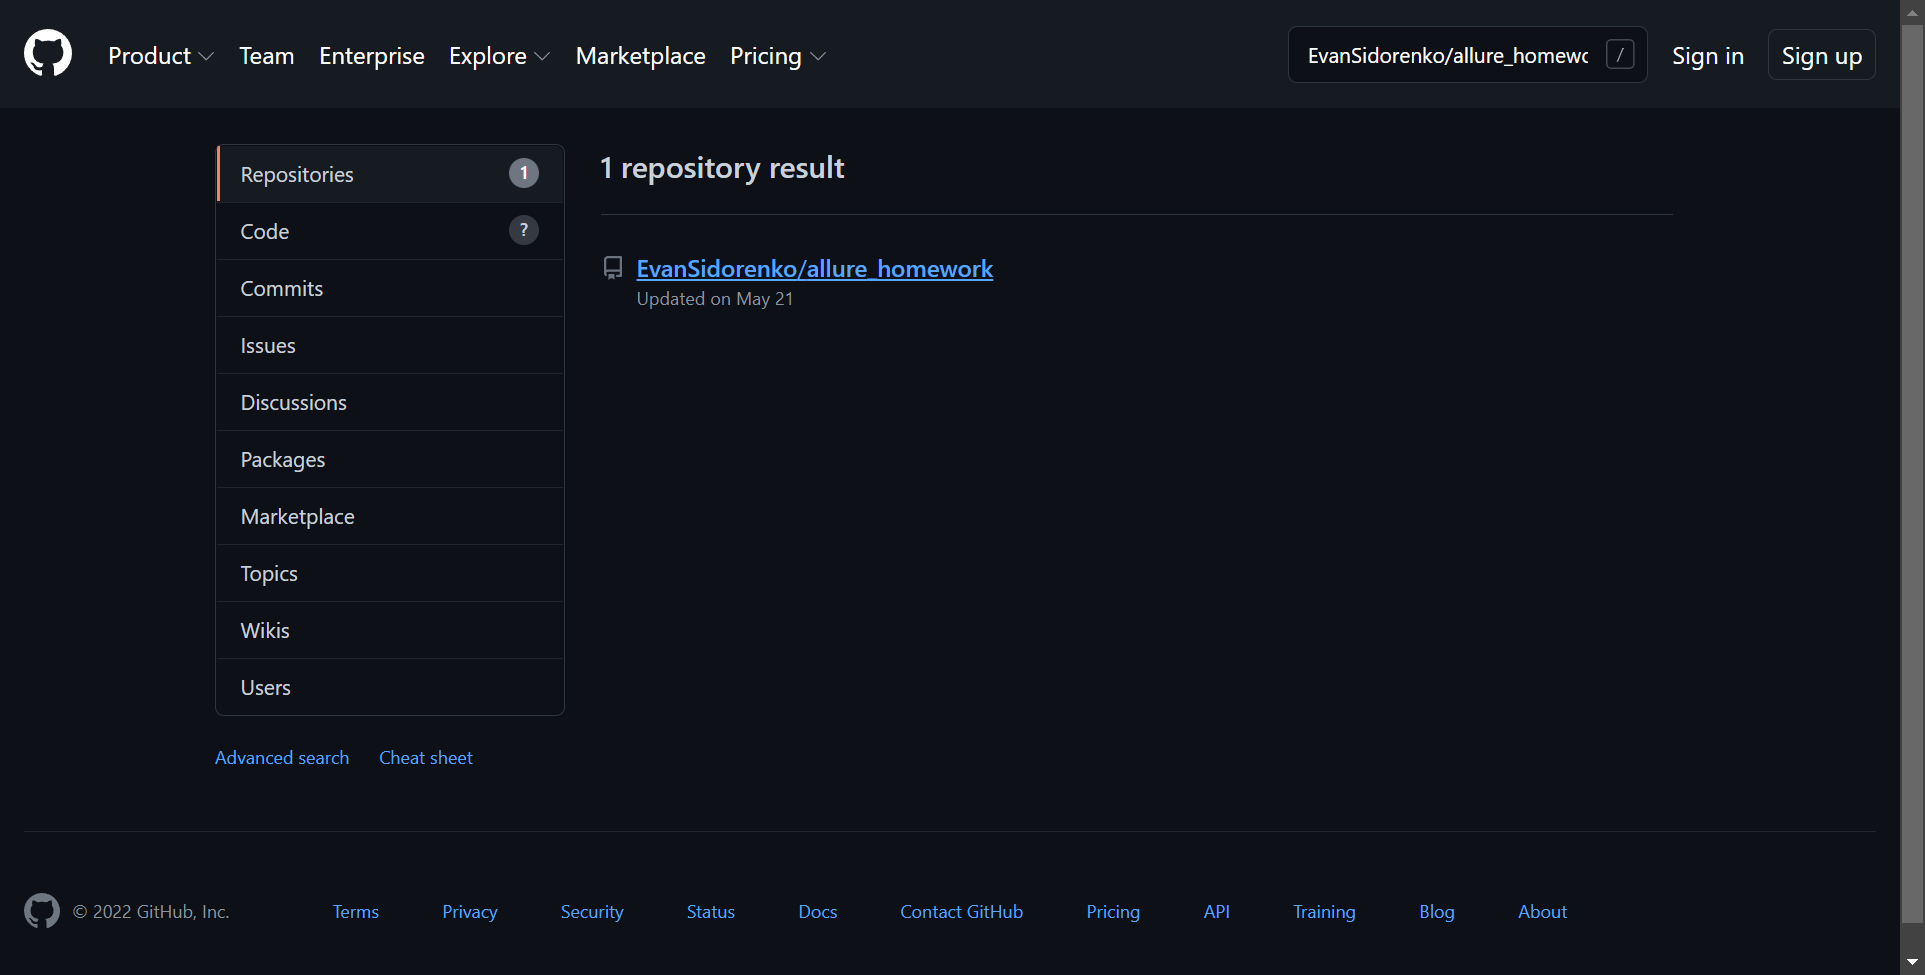 Product Team Enterprise Explore Marketplace Pricing EvanSidorenko/allure_homewo / Sign in Sign up
Repositories 1
Code ?
Commits
Issues
Discussions
Packages
Marketplace
Topics
Wikis
Users
Advanced search Cheat sheet
1 repository result
EvanSidorenko/allure_homework
Updated on May 21
© 2022 GitHub, Inc. Terms Privacy Security Status Docs Contact GitHub Pricing API Training Blog About